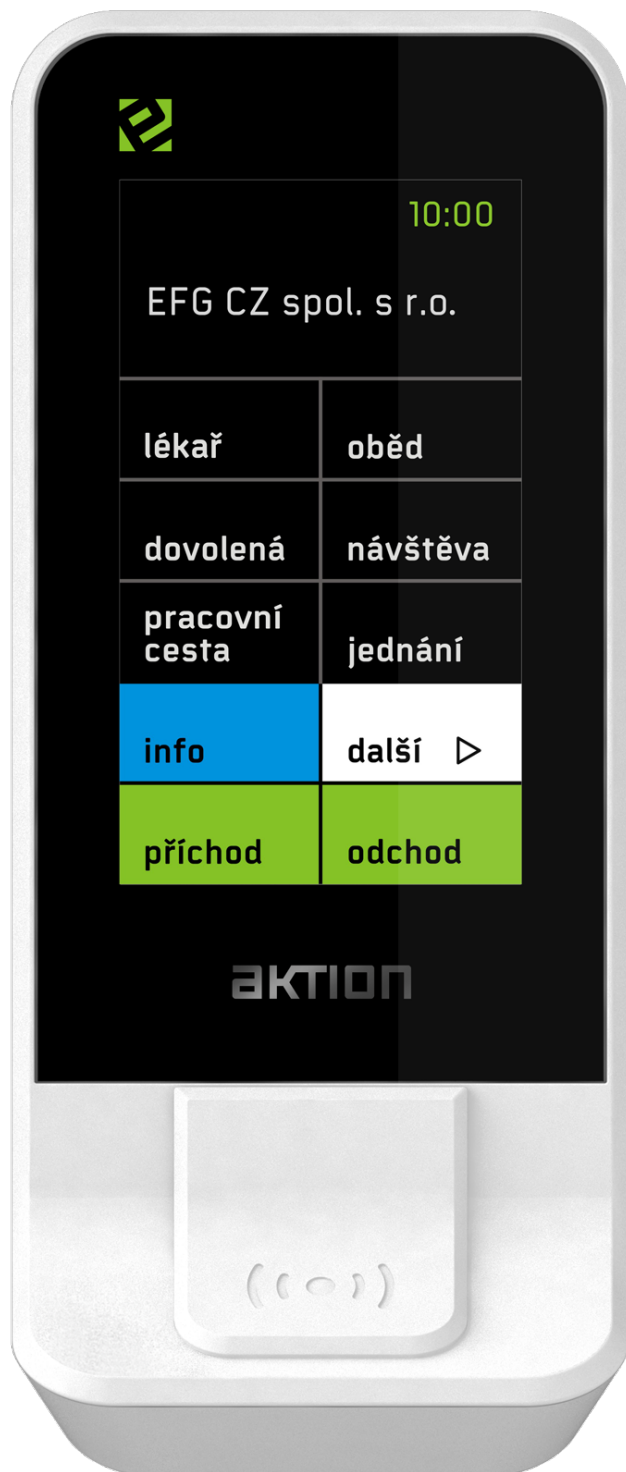 10:00
EFG CZ spol. s r.o.
lékař
oběd
dovolená
návštěva
pracovní
cesta
jednání
info
další
příchod
odchod
aktion